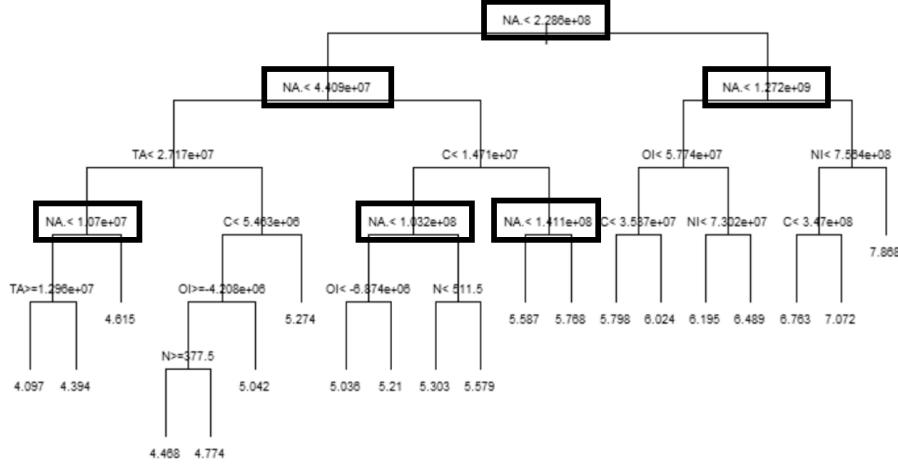 NA.< 2.286e+08
NA.< 4.409e+07
NA.< 1.272e+09
TA< 2.717e+07
C< 1.471e+07
OI< 5.774e+07
NI< 7.564e+08
NA.< 1.07e+07
C< 5.463e+06
NA.< 1.032e+08
NA.< 1.411e+08
C< 3.537e+07
NI< 7.302e+07
C< 3.47e+08
7.868
TA>=1.296e+07
4.615
OI>=-4.208e+06
5.274
OI< -6.874e+06
N< 511.5
5.587
5.768
5.798
6.024
6.195
6.489
6.763
7.072
4.097
4.394
N>=377.5
5.042
5.036
5.21
5.303
5.579
4.468
4.774